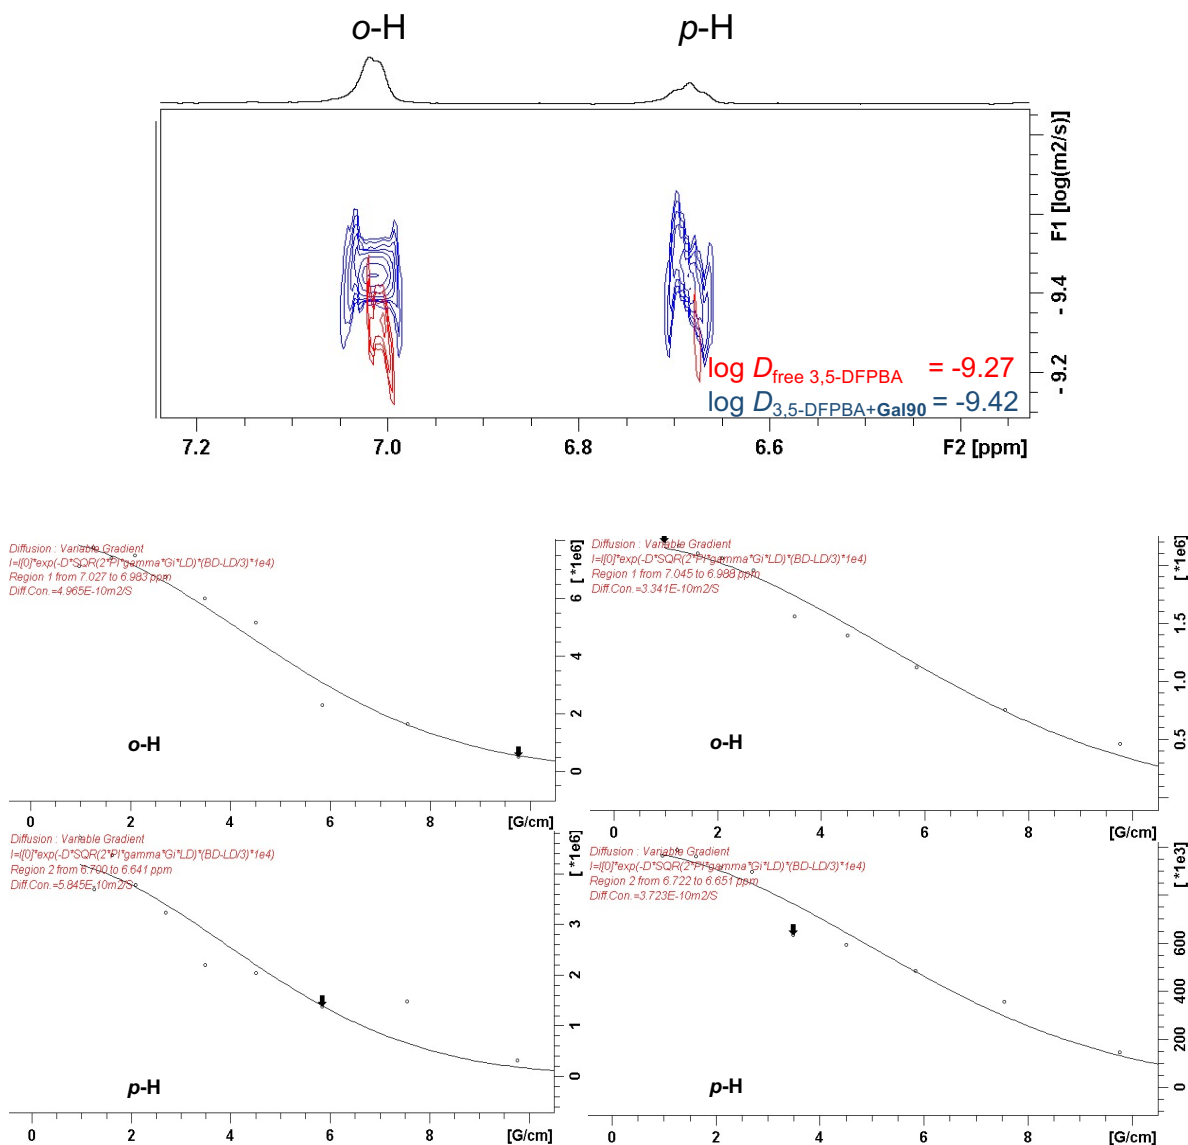 o-H p-H
F1 [log(m2/s)]
- 9.4
- 9.2
log D free 3,5-DFPBA = -9.27
log D 3,5-DFPBA+Gal90 = -9.42
7.2 7.0 6.8 6.6 F2 [ppm]
Diffusion : Variable Gradient
I=I[0]*exp(-D*SQR(2*PI*gamma*Gi*LD)*(BD-LD/3)*1e4)
Region 1 from 7.027 to 6.983 ppm
Diff.Con.=4.965E-10m2/S
[ *1e6]
6
4
2
0
o-H
0 2 4 6 8 [G/cm]
Diffusion : Variable Gradient
I=I[0]*exp(-D*SQR(2*PI*gamma*Gi*LD)*(BD-LD/3)*1e4)
Region 1 from 7.045 to 6.988 ppm
Diff.Con.=3.341E-10m2/S
[ *1e6]
1.5
1.0
0.5
o-H
0 2 4 6 8 [G/cm]
Diffusion : Variable Gradient
I=I[0]*exp(-D*SQR(2*PI*gamma*Gi*LD)*(BD-LD/3)*1e4)
Region 2 from 6.700 to 6.641 ppm
Diff.Con.=5.845E-10m2/S
[ *1e6]
3
2
1
0
p-H
0 2 4 6 8 [G/cm]
Diffusion : Variable Gradient
I=I[0]*exp(-D*SQR(2*PI*gamma*Gi*LD)*(BD-LD/3)*1e4)
Region 2 from 6.722 to 6.651 ppm
Diff.Con.=3.723E-10m2/S
[ *1e3]
600
400
200
0
p-H
0 2 4 6 8 [G/cm]